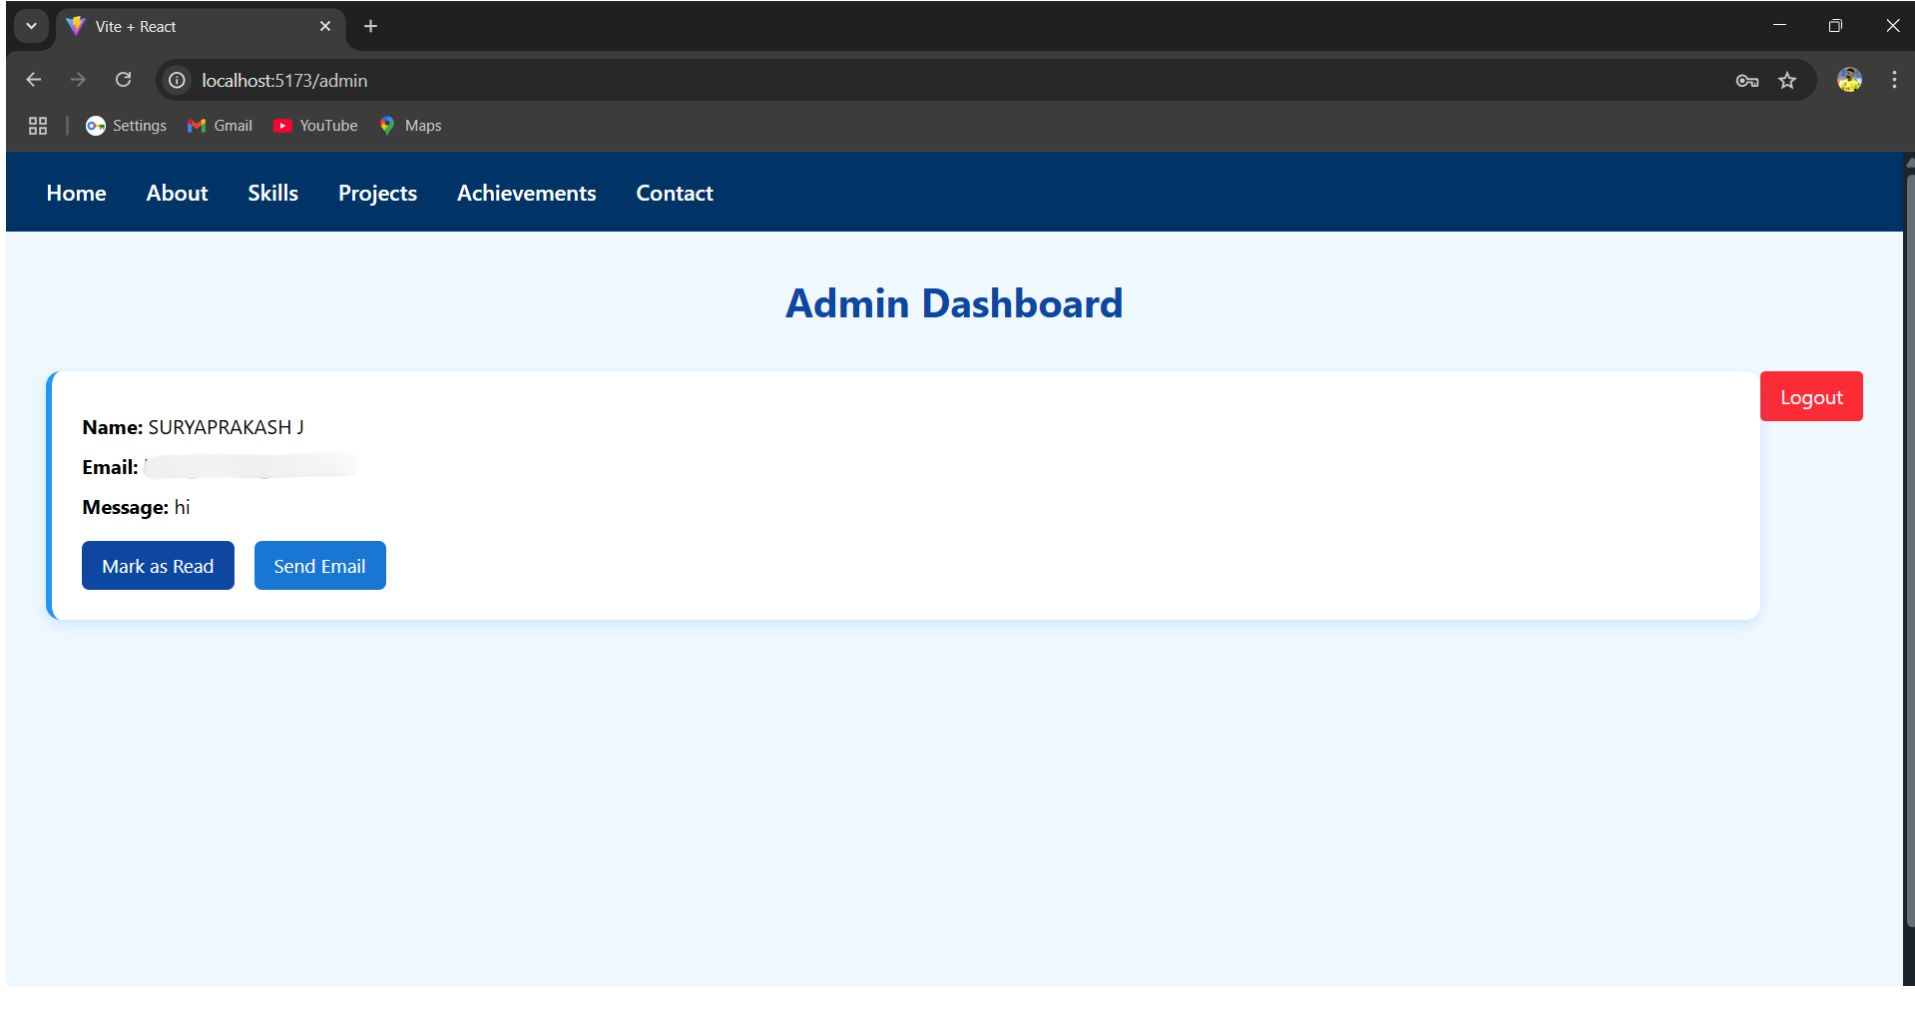 Vite + React
localhost:5173/admin
Settings Gmail YouTube Maps
Home About Skills Projects Achievements Contact
Admin Dashboard
Logout
Name: SURYAPRAKASH J
Email:
Message: hi
Mark as Read Send Email